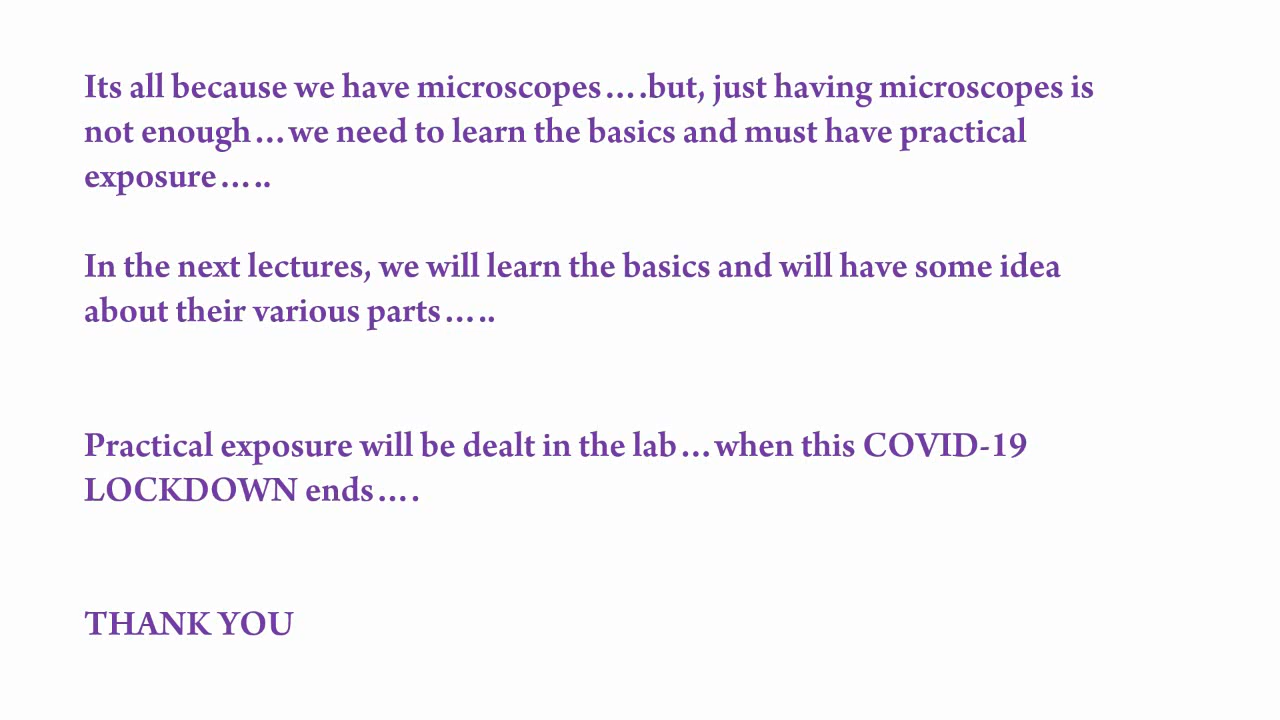 Its all because we have microscopes….but, just having microscopes is
not enough…we need to learn the basics and must have practical
exposure…..
In the next lectures, we will learn the basics and will have some idea
about their various parts…..
Practical exposure will be dealt in the lab…when this COVID-19
LOCKDOWN ends….
THANK YOU